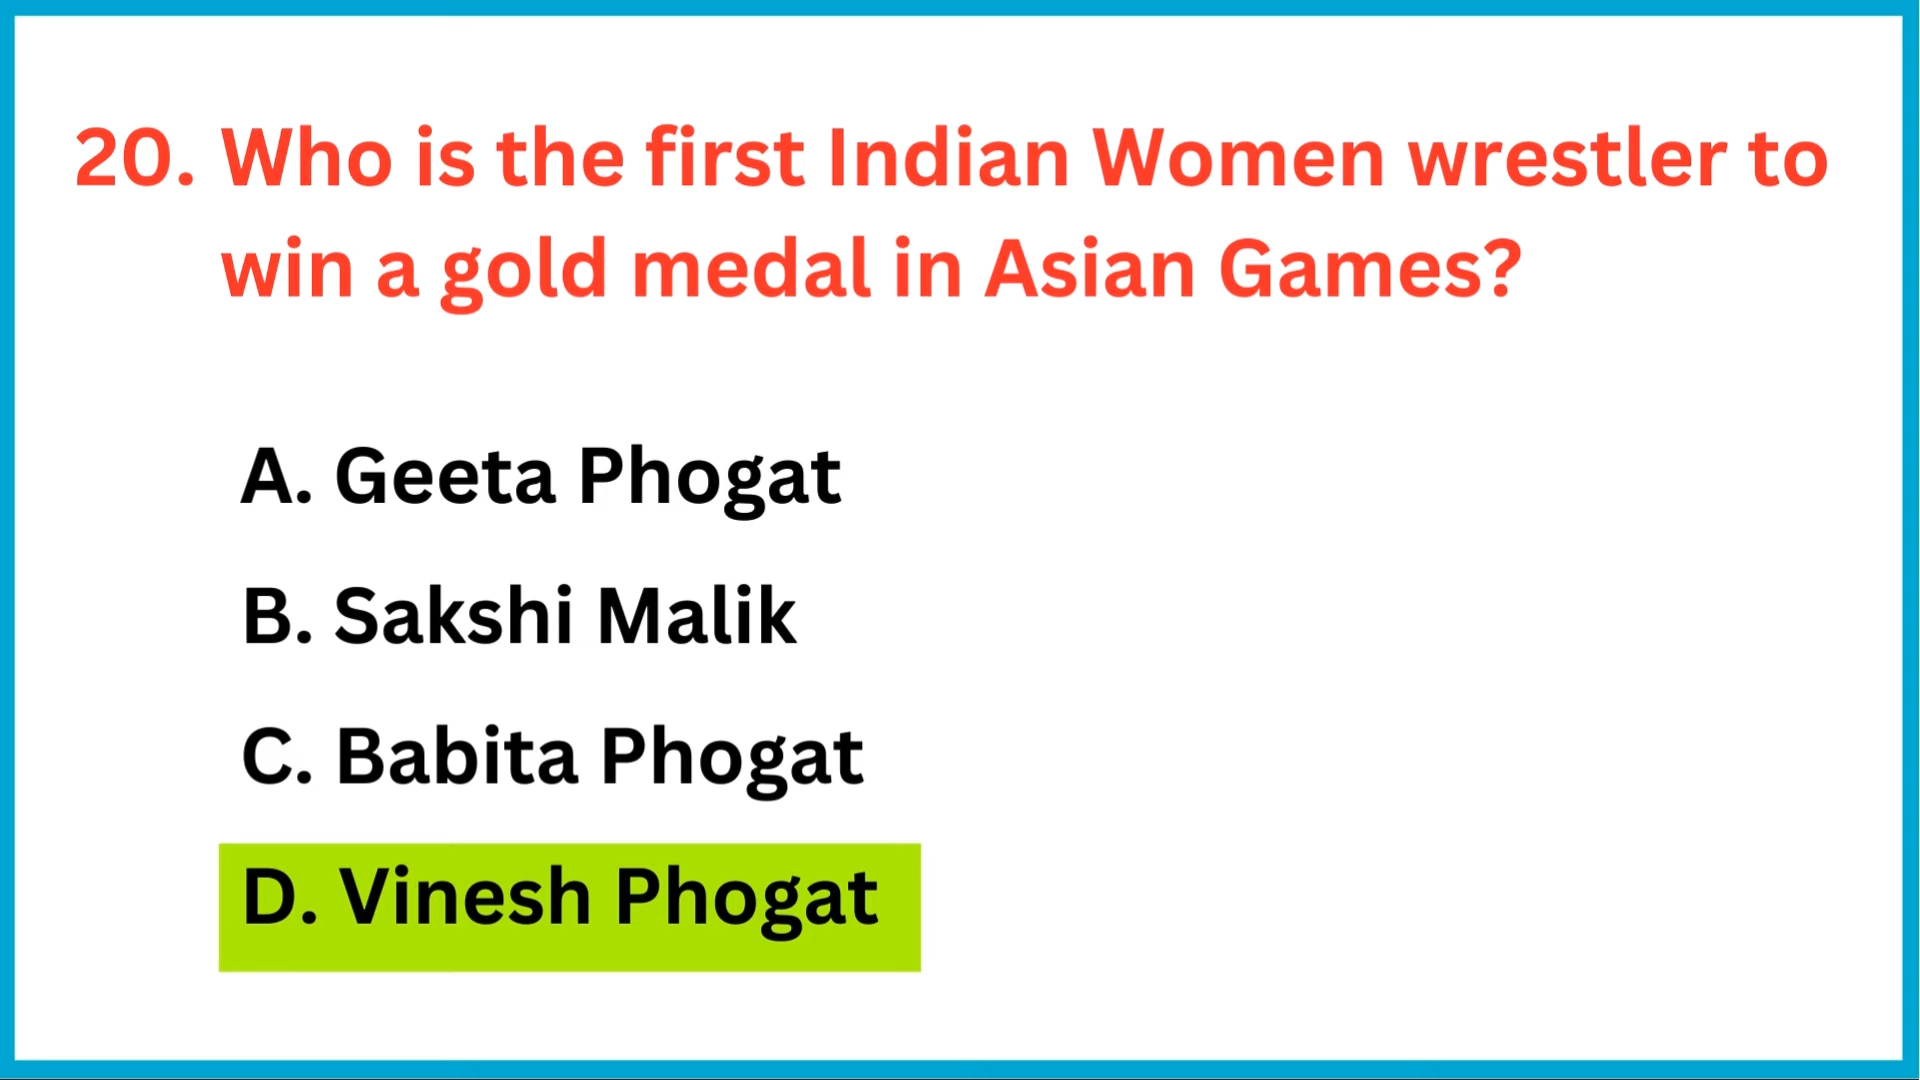 20. Who is the first Indian Women wrestler to
win a gold medal in Asian Games?
A. Geeta Phogat
B. Sakshi Malik
C. Babita Phogat
D. Vinesh Phogat